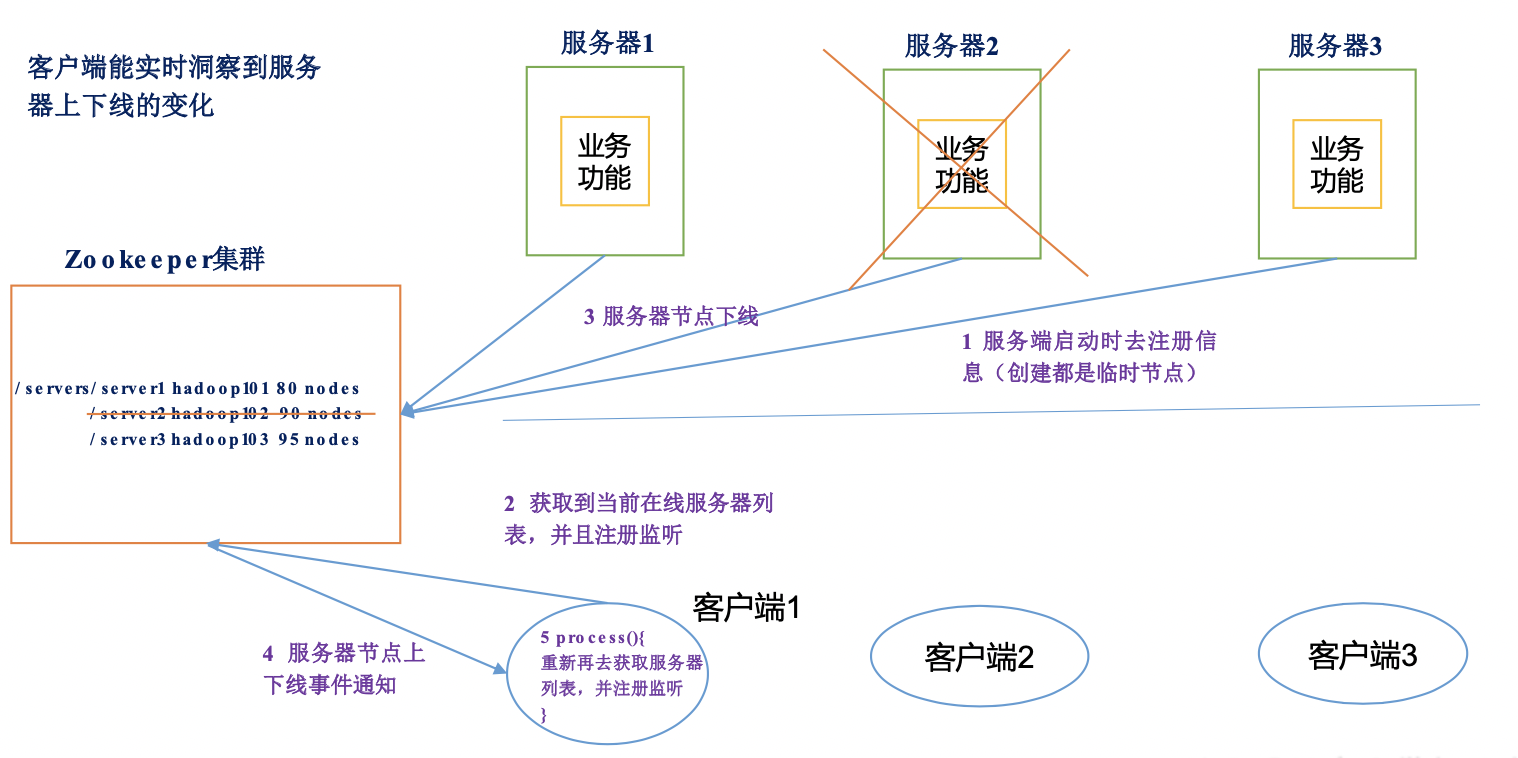 服务器1
服务器2
服务器3
客户端能实时洞察到服务
器上下线的变化
业务
功能
业务
功能
业务
功能
Zookeeper集群
3 服务器节点下线
1 服务端启动时去注册信
息（创建都是临时节点）
/servers/server1 hadoop101 80 nodes
/server2 hadoop102 90 nodes
/server3 hadoop103 95 nodes
2 获取到当前在线服务器列
表，并且注册监听
客户端1
4 服务器节点上
下线事件通知
5 process(){
重新再去获取服务器
列表，并注册监听
}
客户端2
客户端3